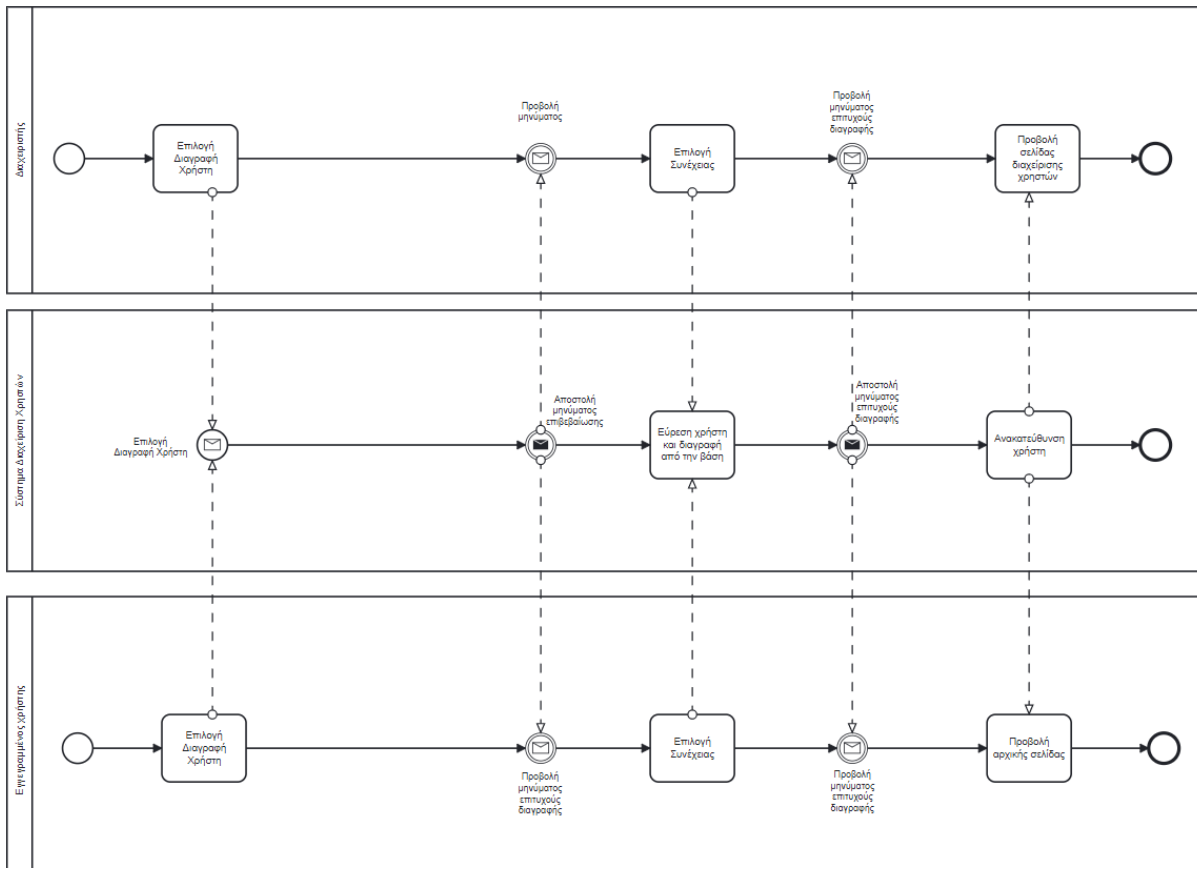 Διαχειριστής
Επιλογή
Διαγραφή
Χρήστη
Προβολή
μηνύματος
Επιλογή
Συνέχειας
Προβολή
μηνύματος
επιτυχούς
διαγραφής
Προβολή
σελίδας
διαχείρισης
χρηστών
Σύστημα Διαχείριση Χρηστών
Επιλογή
Διαγραφή Χρήστη
Αποστολή
μηνύματος
επιβεβαίωσης
Εύρεση χρήστη
και διαγραφή
από την βάση
Αποστολή
μηνύματος
επιτυχούς
διαγραφής
Ανακατεύθυνση
χρήστη
Εγγεγραμμένος χρήστης
Επιλογή
Διαγραφή
Χρήστη
Προβολή
μηνύματος
επιτυχούς
διαγραφής
Επιλογή
Συνέχειας
Προβολή
μηνύματος
επιτυχούς
διαγραφής
Προβολή
αρχικής σελίδας